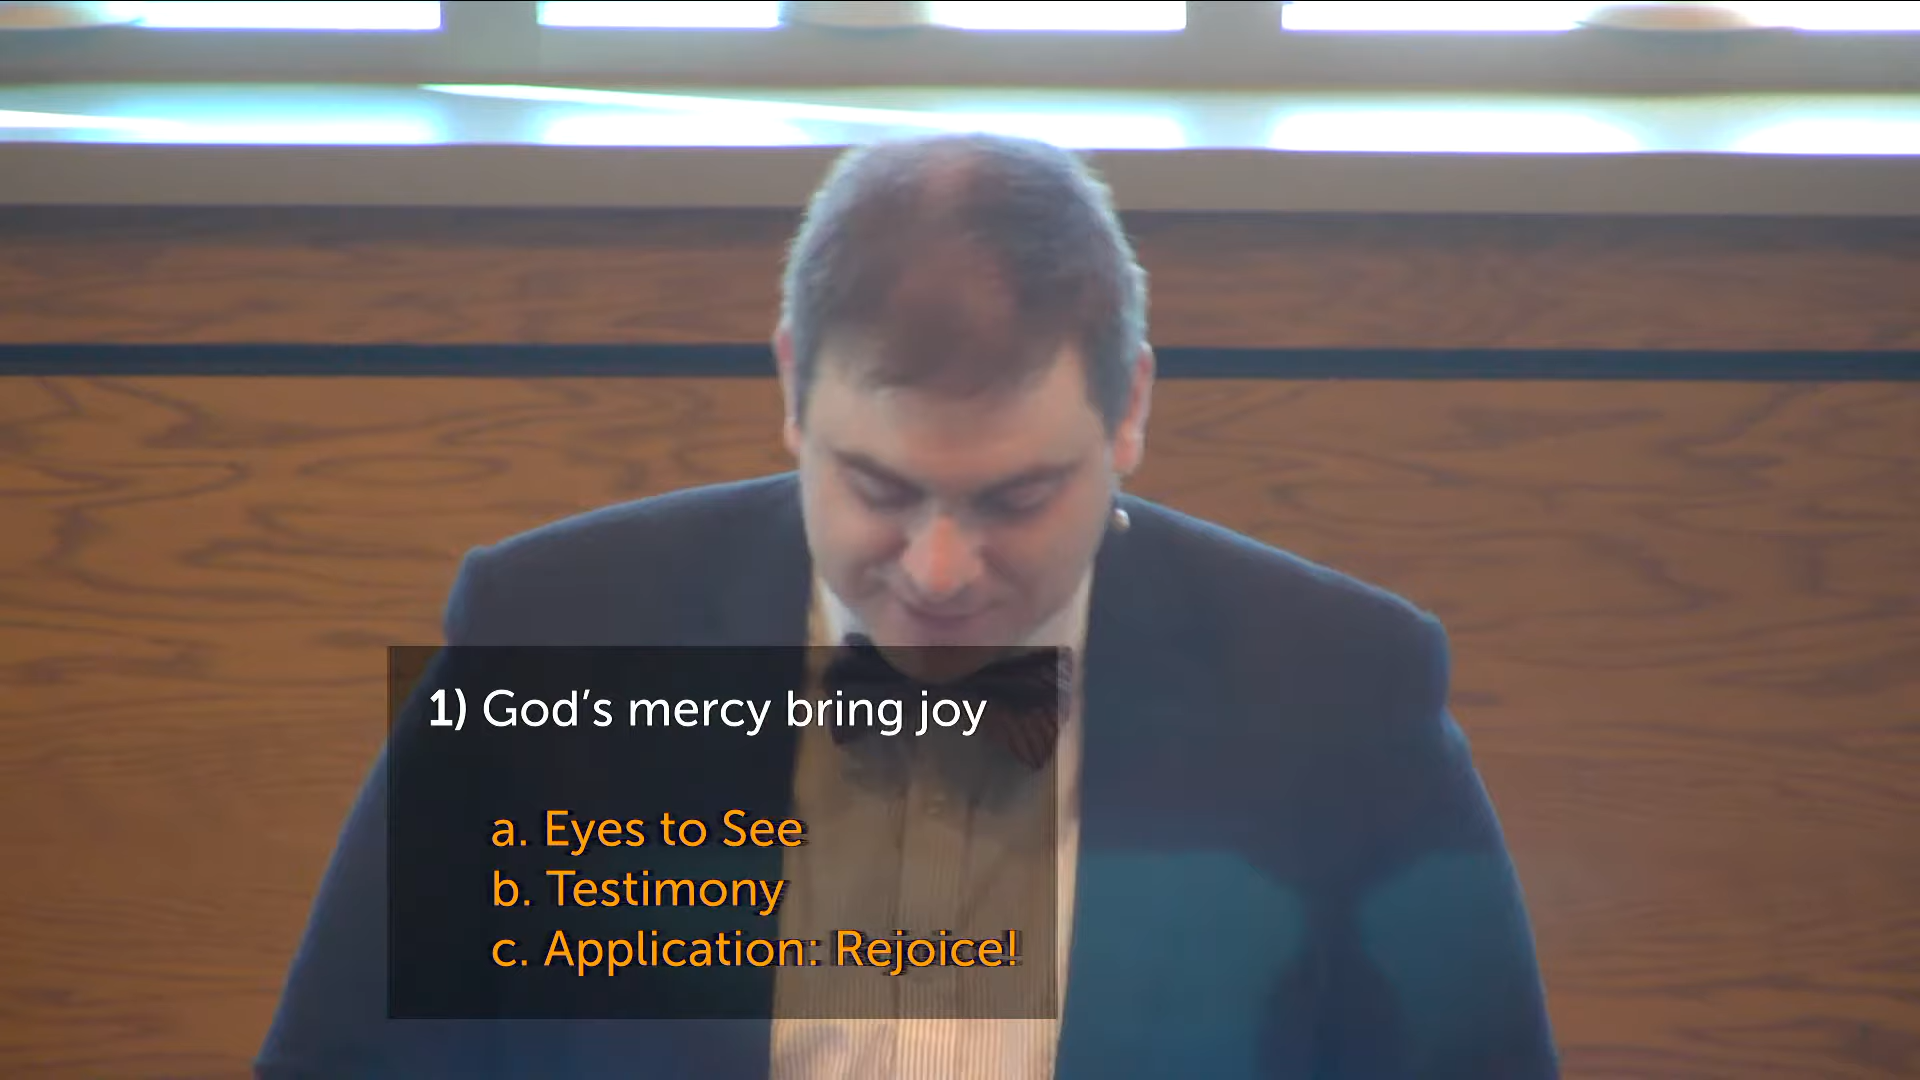 1) God's mercy bring joy
a. Eyes to See
b. Testimony
c. Application: Rejoice!